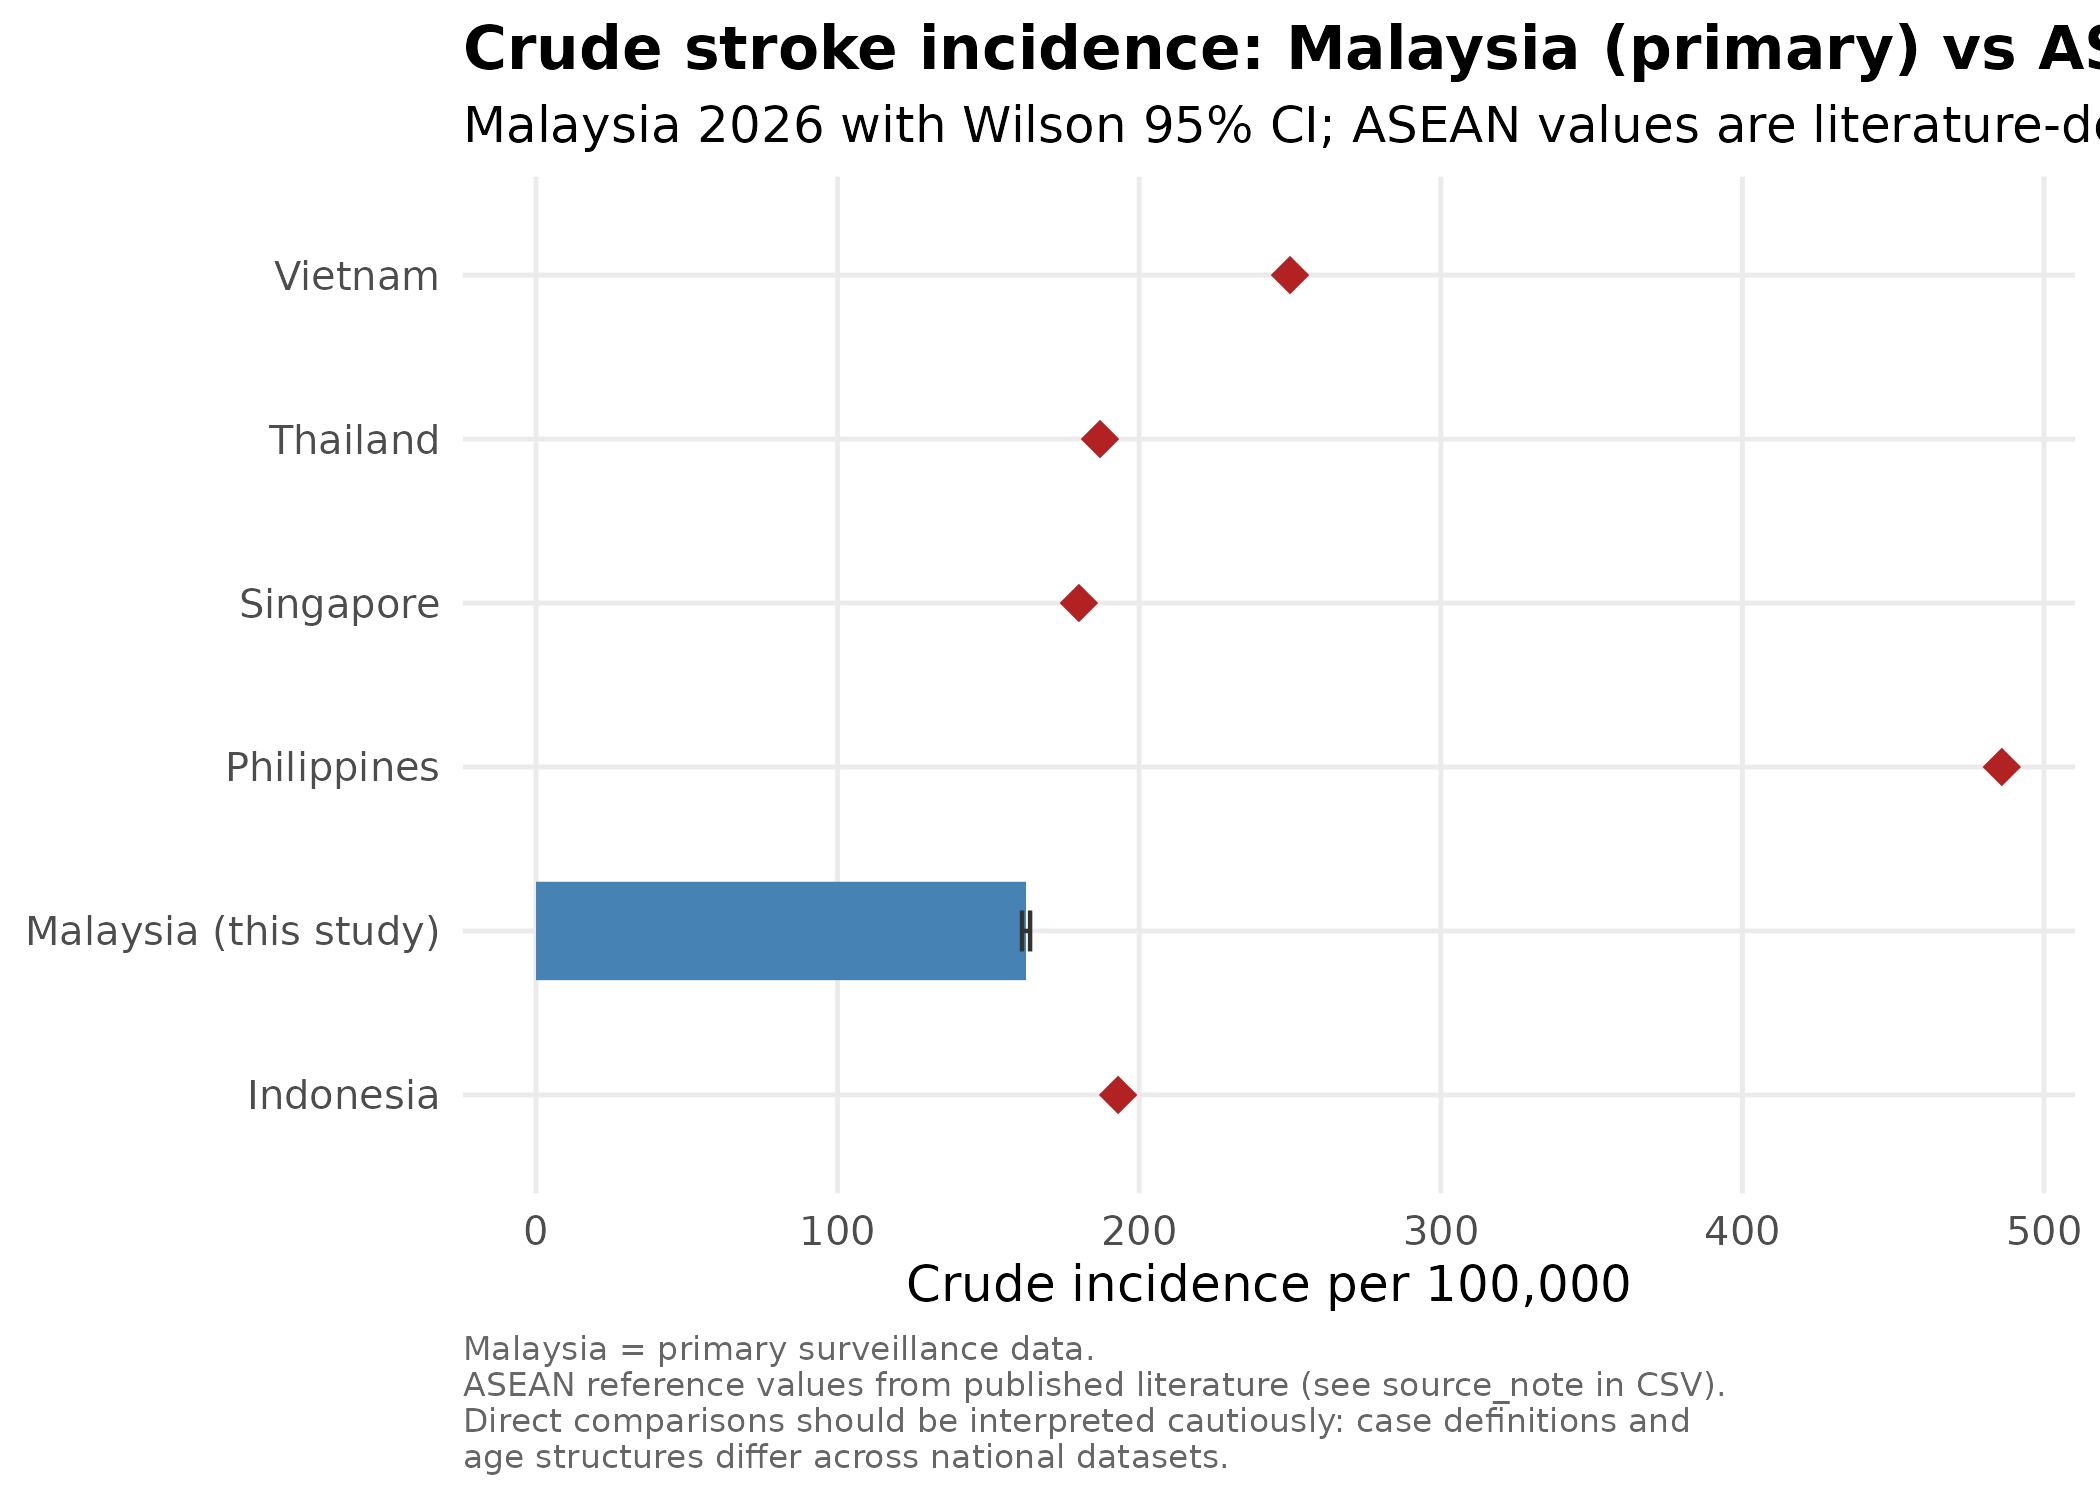 Crude stroke incidence: Malaysia (primary) vs AS
Malaysia 2026 with Wilson 95% CI; ASEAN values are literature-de
Vietnam
Thailand
Singapore
Philippines
Malaysia (this study)
Indonesia
0 100 200 300 400 500
Crude incidence per 100,000
Malaysia = primary surveillance data.
ASEAN reference values from published literature (see source_note in CSV).
Direct comparisons should be interpreted cautiously: case definitions and
age structures differ across national datasets.